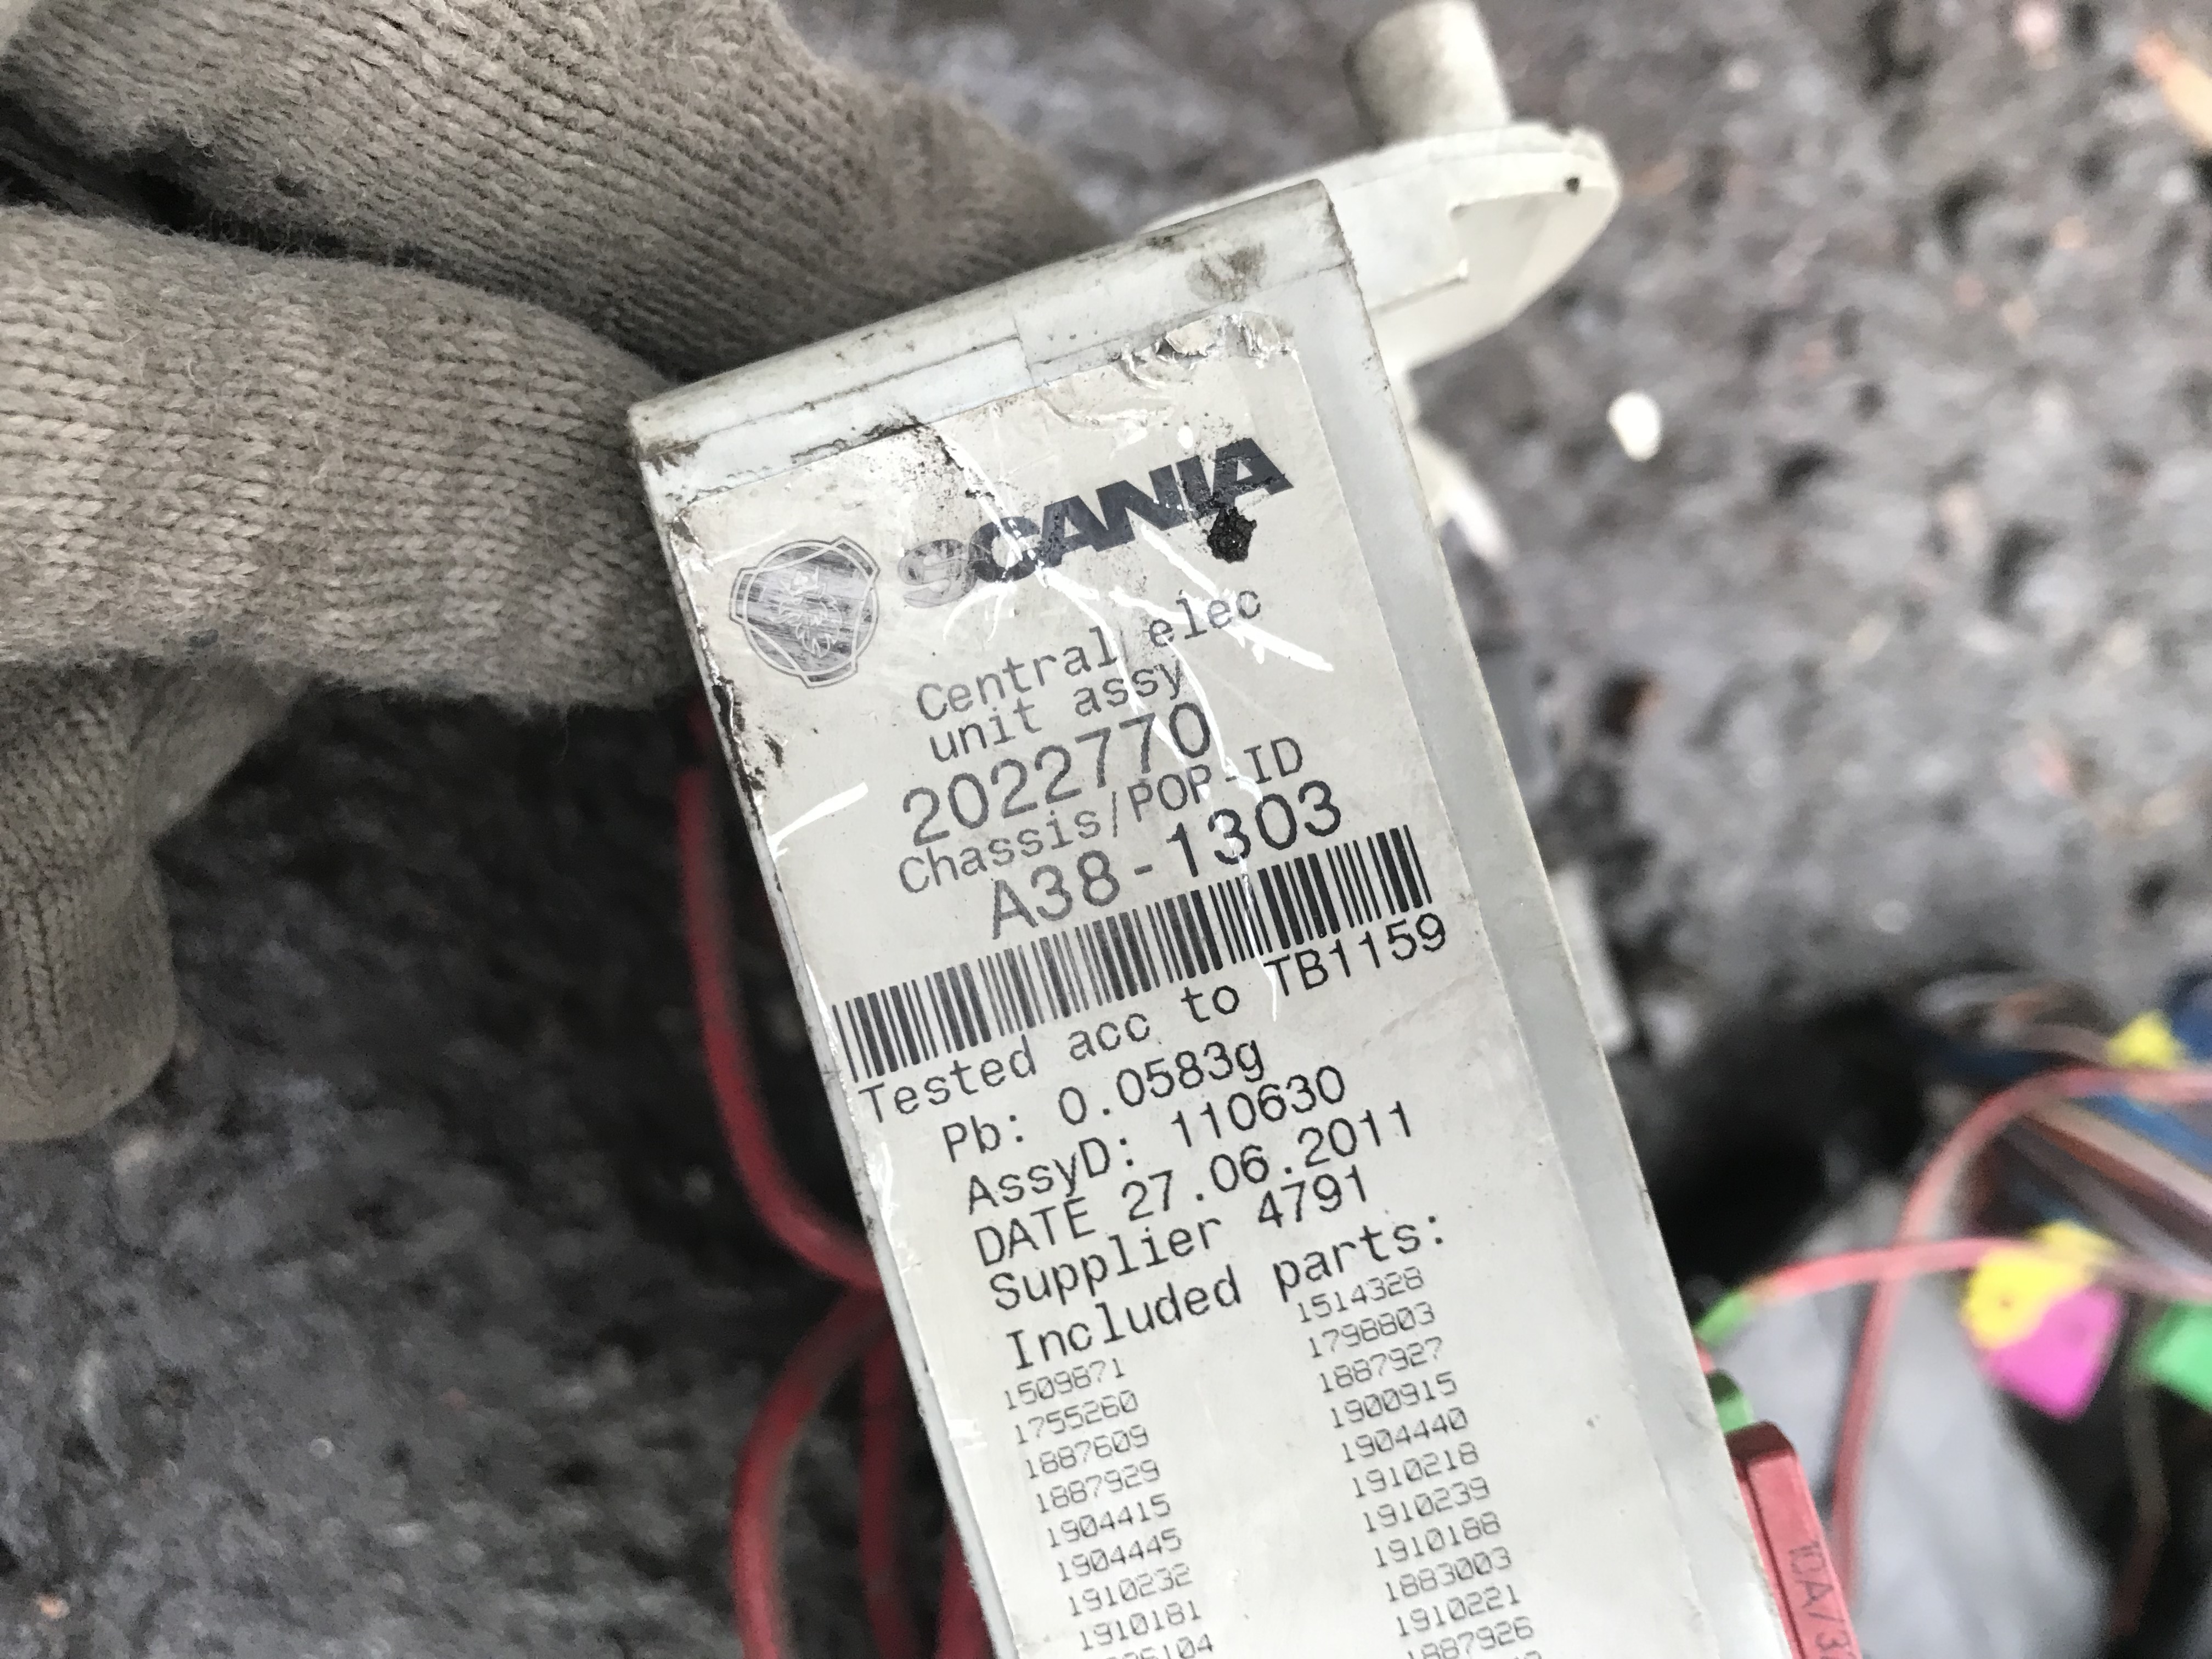 SCANIA
Central elec
unit assy
2022770
Chassis/POP-ID
A38-1303
Tested acc to TB1159
Pb: 0.0583g
AssyD: 110630
DATE 27.06.2011
Supplier 4791
Included parts:
1509871 1514328
1755260 1798803
1887609 1887927
1887929 1900915
1904415 1904440
1904445 1910218
1910232 1910239
1910181 1910188
1883003
1910221
1887926
10A/3